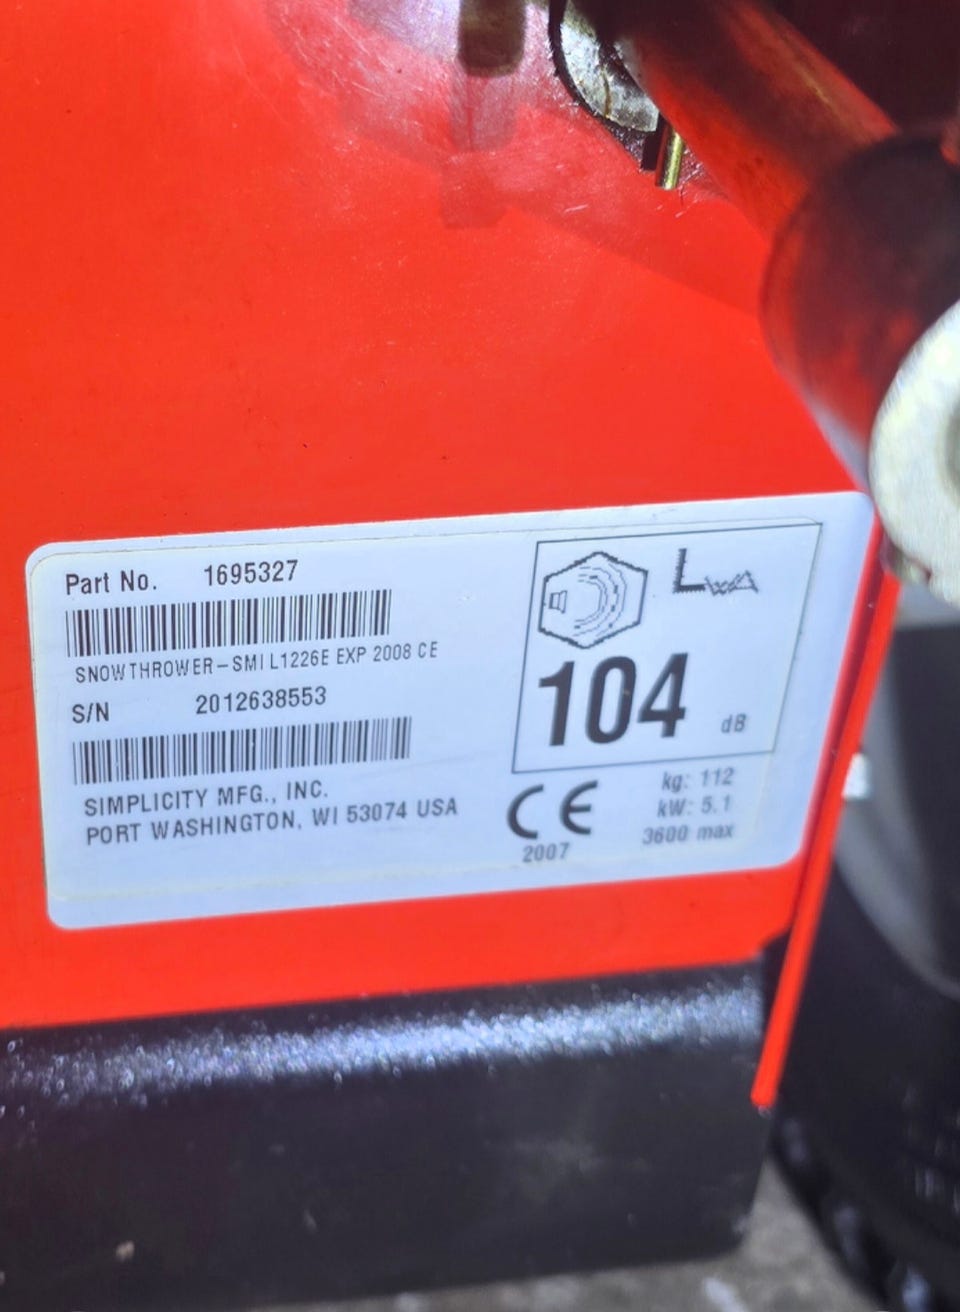 Part No. 1695327
SNOWTHROWER-SMI L1226E EXP 2008 CE
S/N 2012638553
SIMPLICITY MFG., INC.
PORT WASHINGTON, WI 53074 USA
LWA
104 dB
CE
2007
kg: 112
kW: 5.1
3600 max